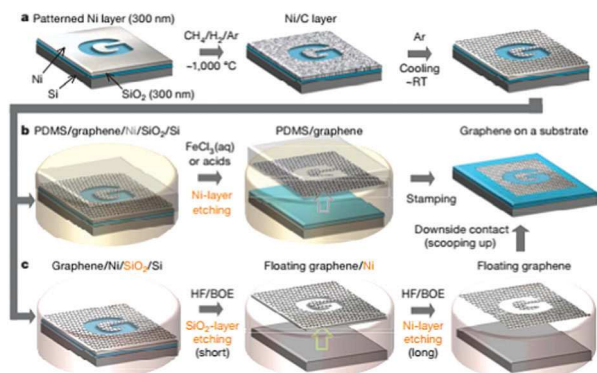 a Patterned Ni layer (300 nm)
CH4/H2/Ar
~1,000 °C
Ni/C layer
Ar
Cooling
~RT
Ni
Si
SiO2 (300 nm)
b PDMS/graphene/Ni/SiO2/Si
FeCl3(aq)
or acids
Ni-layer
etching
PDMS/graphene
Stamping
Graphene on a substrate
Downside contact
(scooping up)
c Graphene/Ni/SiO2/Si
HF/BOE
SiO2-layer
etching
(short)
Floating graphene/Ni
HF/BOE
Ni-layer
etching
(long)
Floating graphene